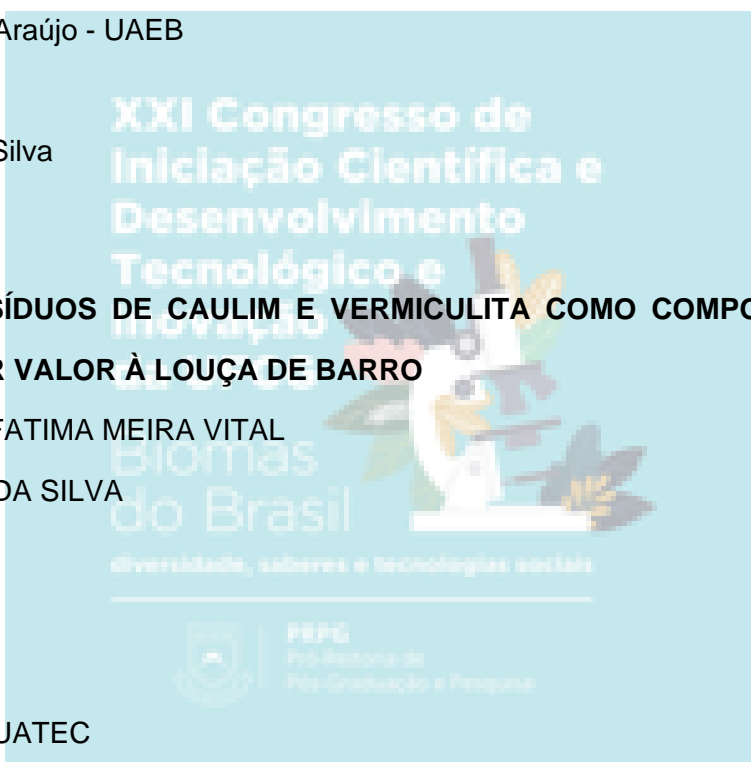 Araújo - UAEB
XXI Congresso de
Silva
Iniciação Científica e
Desenvolvimento
Tecnológico e
SÍDUOS DE CAULIM E VERMICULITA COMO COMPO
Inovação
R VALOR À LOUÇA DE BARRO
FATIMA MEIRA VITAL
Biomas
DA SILVA
do Brasil
diversidade, saberes e tecnologias sociais
PRPG
Pró-Reitoria de
Pós-Graduação e Pesquisa
UATEC